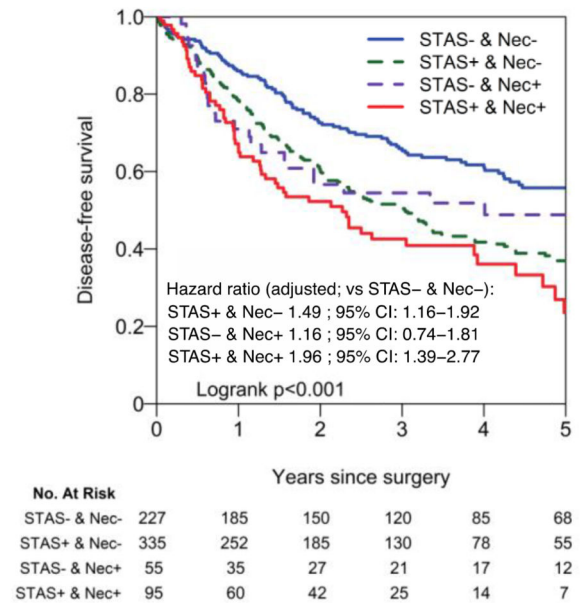 1.0
0.8
0.6
0.4
0.2
0
Disease-free survival
STAS- & Nec-
STAS+ & Nec-
STAS- & Nec+
STAS+ & Nec+
Hazard ratio (adjusted; vs STAS– & Nec–):
STAS+ & Nec– 1.49 ; 95% CI: 1.16–1.92
STAS– & Nec+ 1.16 ; 95% CI: 0.74–1.81
STAS+ & Nec+ 1.96 ; 95% CI: 1.39–2.77
Logrank p<0.001
0 1 2 3 4 5
Years since surgery
No. At Risk
STAS- & Nec- 227 185 150 120 85 68
STAS+ & Nec- 335 252 185 130 78 55
STAS- & Nec+ 55 35 27 21 17 12
STAS+ & Nec+ 95 60 42 25 14 7